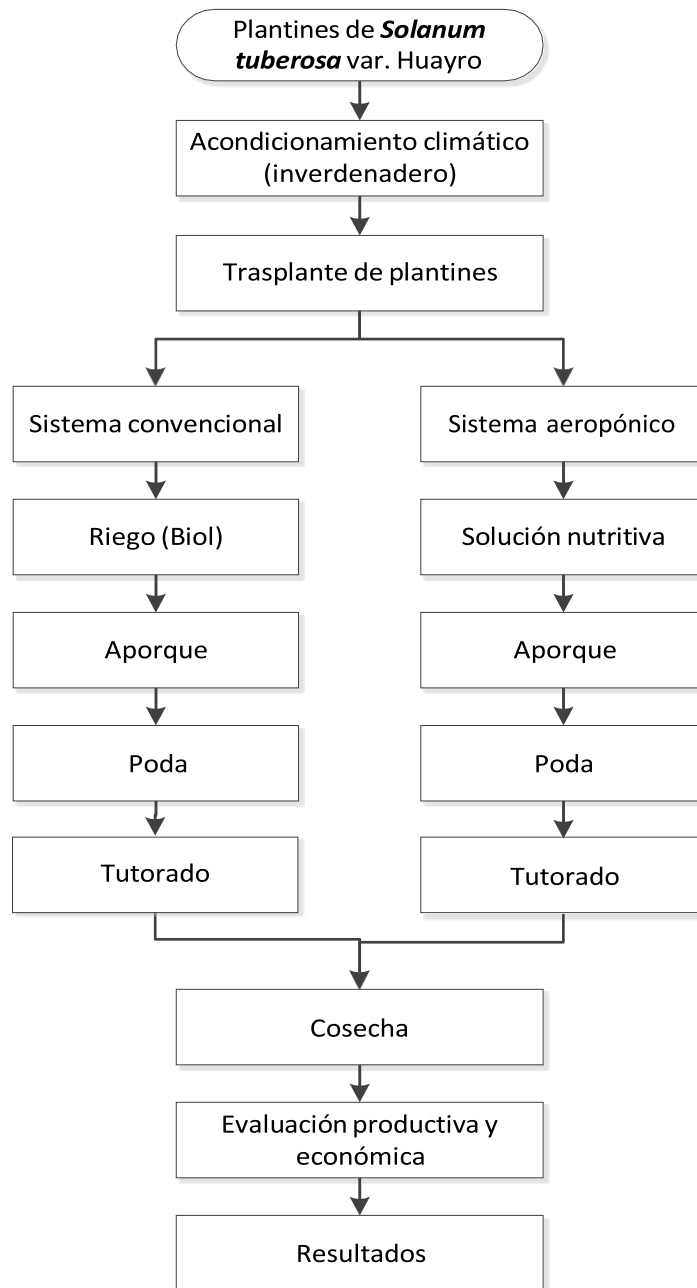 Plantines de Solanum
tuberosa var. Huayro
Acondicionamiento climático
(inverdenadero)
Trasplante de plantines
Sistema convencional
Riego (Biol)
Aporque
Poda
Tutorado
Sistema aeropónico
Solución nutritiva
Aporque
Poda
Tutorado
Cosecha
Evaluación productiva y
económica
Resultados